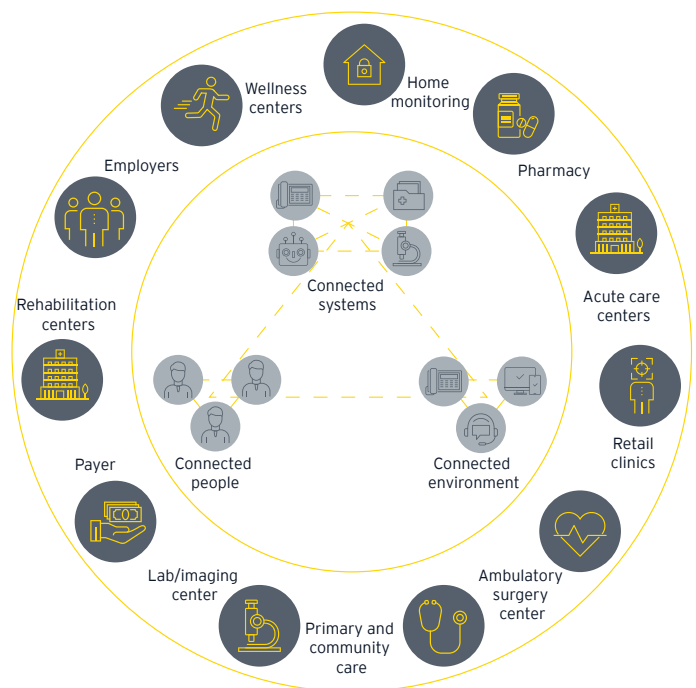 Wellness
centers
Home
monitoring
Employers
Pharmacy
Connected
systems
Rehabilitation
centers
Acute care
centers
Connected
people
Connected
environment
Retail
clinics
Payer
Lab/imaging
center
Ambulatory
surgery
center
Primary and
community
care